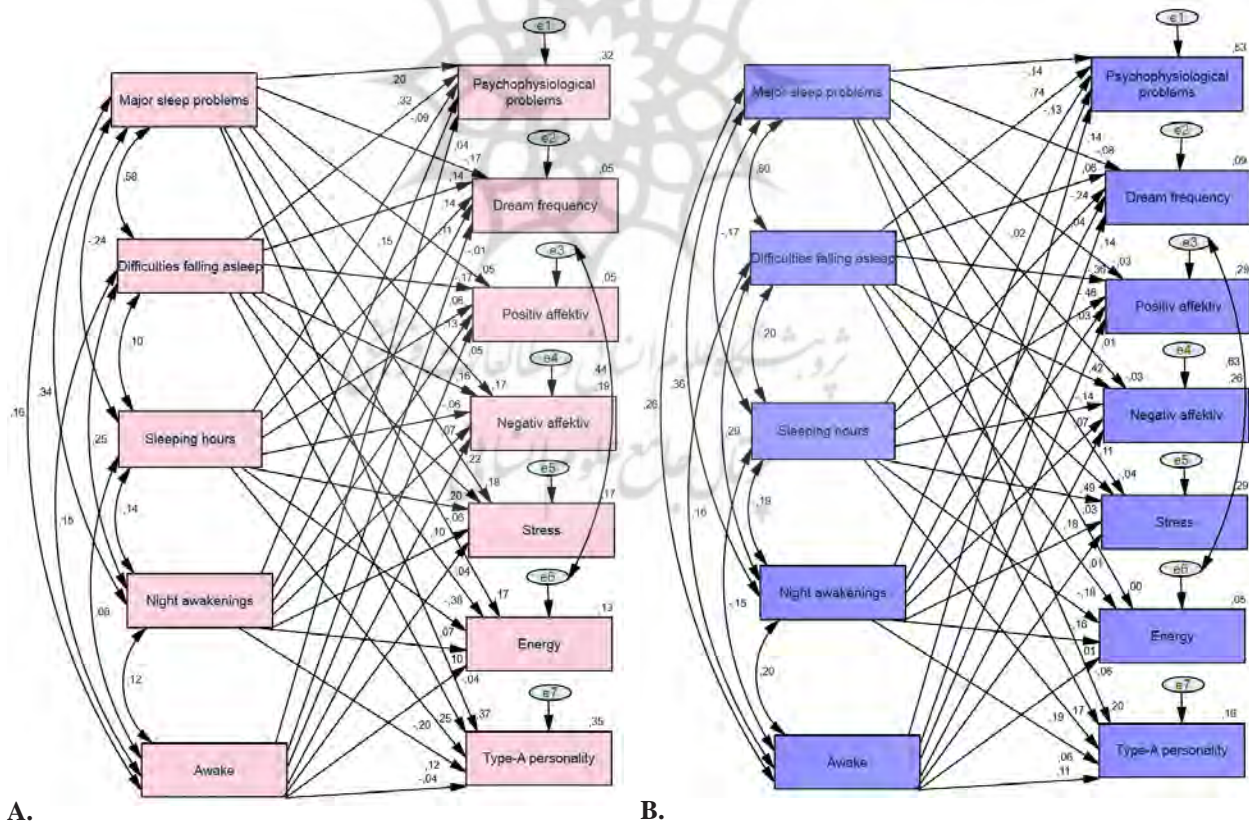 e1
,32
Psychophysiological
problems
Major sleep problems
,20
,32
-,09
e2
,04
-,17
,05
Dream frequency
,14
,14
,58
,11
,15
-,01
e3
-,24
Difficulties falling asleep
,05
-,17
,05
Positiv affektiv
,06
,13
,10
,05
e4
,44
,16
,34
,16
,17
,19
-,06
Negativ affektiv
,07
Sleeping hours
,25
,22
e5
,18
,17
,20
,06
Stress
,15
,14
,10
,04
e6
Night awakenings
-,38
,17
,13
,07
Energy
,06
,10
-,04
e7
,12
,25
,37
,35
-,20
Type-A personality
Awake
,12
-,04
A.
e1
,53
Psychophysiological
problems
Major sleep problems
-,14
,74
-,13
e2
,14
-,08
,09
Dream frequency
,06
,60
-,24
,04
-,02
,14
e3
-,17
Difficulties falling asleep
-,03
-,36
,28
-,46
Positiv affektiv
,03
,20
,01
e4
,63
,36
,26
,42
-,03
,26
-,14
Negativ affektiv
,07
Sleeping hours
,29
,11
e5
-,04
,29
,49
,03
Stress
,16
,19
,18
,01
e6
Night awakenings
-,18
,00
,05
-,16
Energy
,15
,01
-,06
e7
,20
,17
,20
,16
,19
Type-A personality
Awake
,06
,11
B.